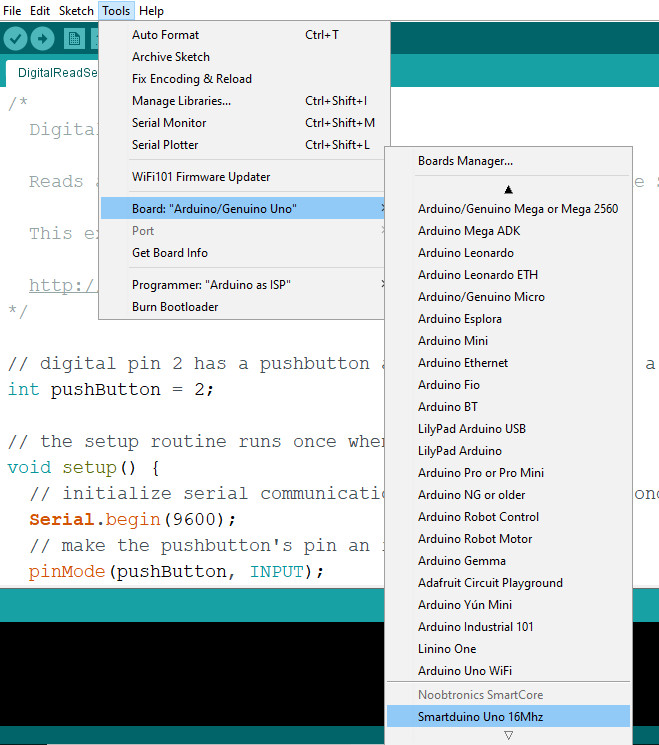 File Edit Sketch Tools Help
DigitalReadSe
Auto Format Ctrl+T
Archive Sketch
Fix Encoding & Reload
Manage Libraries... Ctrl+Shift+I
Serial Monitor Ctrl+Shift+M
Serial Plotter Ctrl+Shift+L
WiFi101 Firmware Updater
Board: "Arduino/Genuino Uno"
Port
Get Board Info
Programmer: "Arduino as ISP"
Burn Bootloader
Boards Manager...
Arduino/Genuino Mega or Mega 2560
Arduino Mega ADK
Arduino Leonardo
Arduino Leonardo ETH
Arduino/Genuino Micro
Arduino Esplora
Arduino Mini
Arduino Ethernet
Arduino Fio
Arduino BT
LilyPad Arduino USB
LilyPad Arduino
Arduino Pro or Pro Mini
Arduino NG or older
Arduino Robot Control
Arduino Robot Motor
Arduino Gemma
Adafruit Circuit Playground
Arduino Yún Mini
Arduino Industrial 101
Linino One
Arduino Uno WiFi
Noobtronics SmartCore
Smartduino Uno 16Mhz
/*
Digita
Reads a
This ex
http:/
*/
// digital pin 2 has a pushbutton a
int pushButton = 2;
// the setup routine runs once when
void setup() {
// initialize serial communicatio ond
Serial.begin(9600);
// make the pushbutton's pin an
pinMode(pushButton, INPUT);